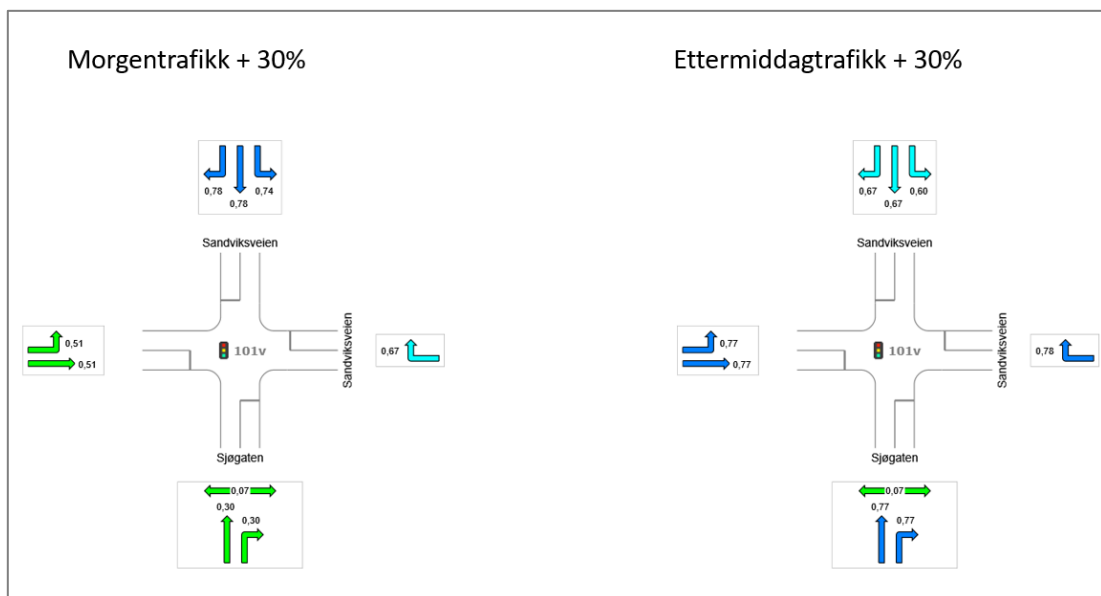 Morgentrafikk + 30%
0,78
0,74
0,78
Sandviksveien
0,51
0,51
101v
0,67
Sandviksveien
Sjøgaten
0,07
0,30
0,30
Ettermiddagtrafikk + 30%
0,67
0,60
0,67
Sandviksveien
0,77
0,77
101v
0,78
Sandviksveien
Sjøgaten
0,07
0,77
0,77